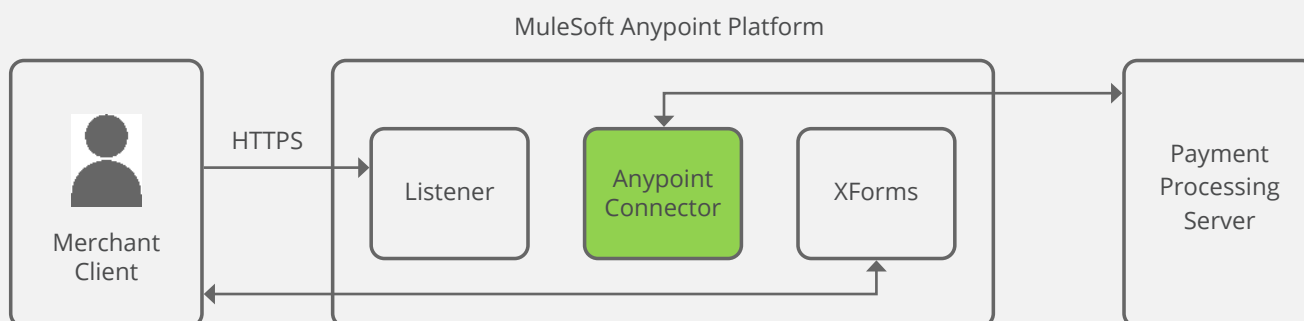 MuleSoft Anypoint Platform
HTTPS
Merchant
Client
Listener
Anypoint
Connector
XForms
Payment
Processing
Server